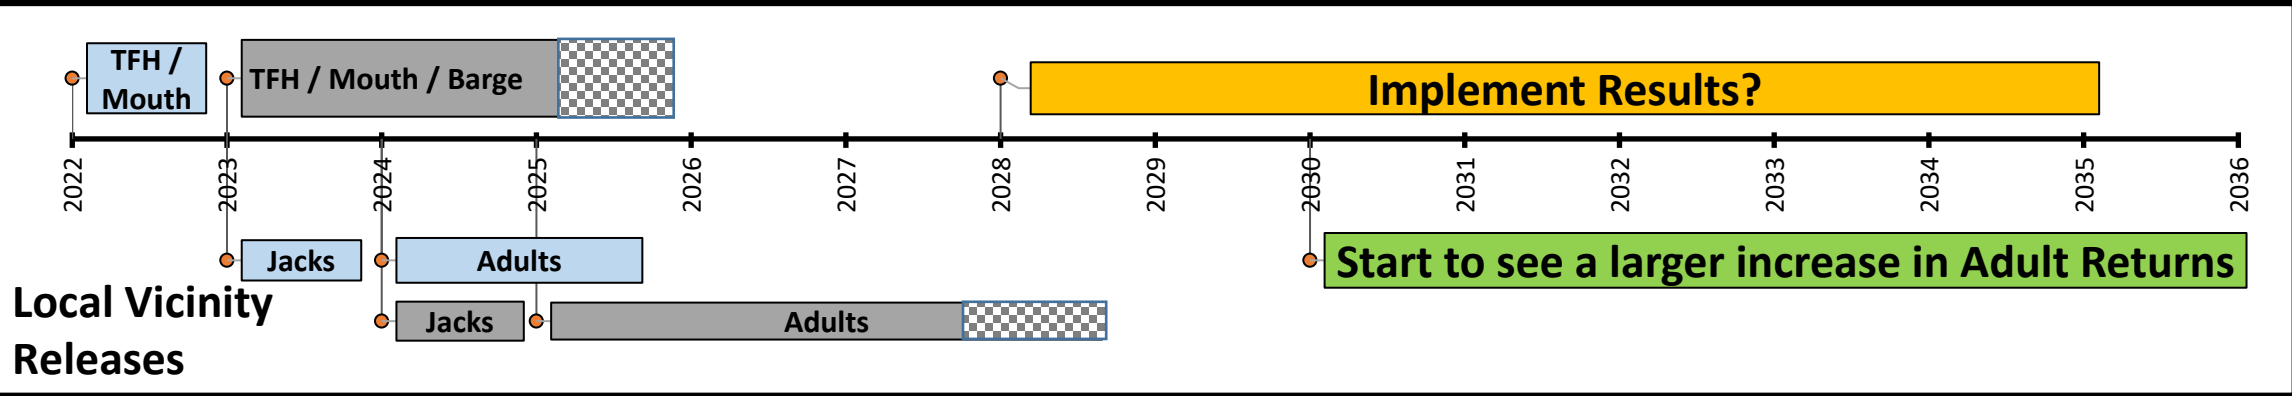 TFH /
Mouth
TFH / Mouth / Barge
Implement Results?
2022
2023
2024
2025
2026
2027
2028
2029
2030
2031
2032
2033
2034
2035
2036
Jacks
Adults
Start to see a larger increase in Adult Returns
Local Vicinity
Releases
Jacks
Adults